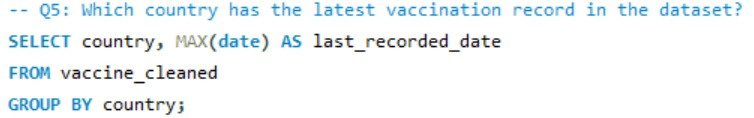 -- Q5: Which country has the latest vaccination record in the dataset?
SELECT country, MAX(date) AS last_recorded_date
FROM vaccine_cleaned
GROUP BY country;